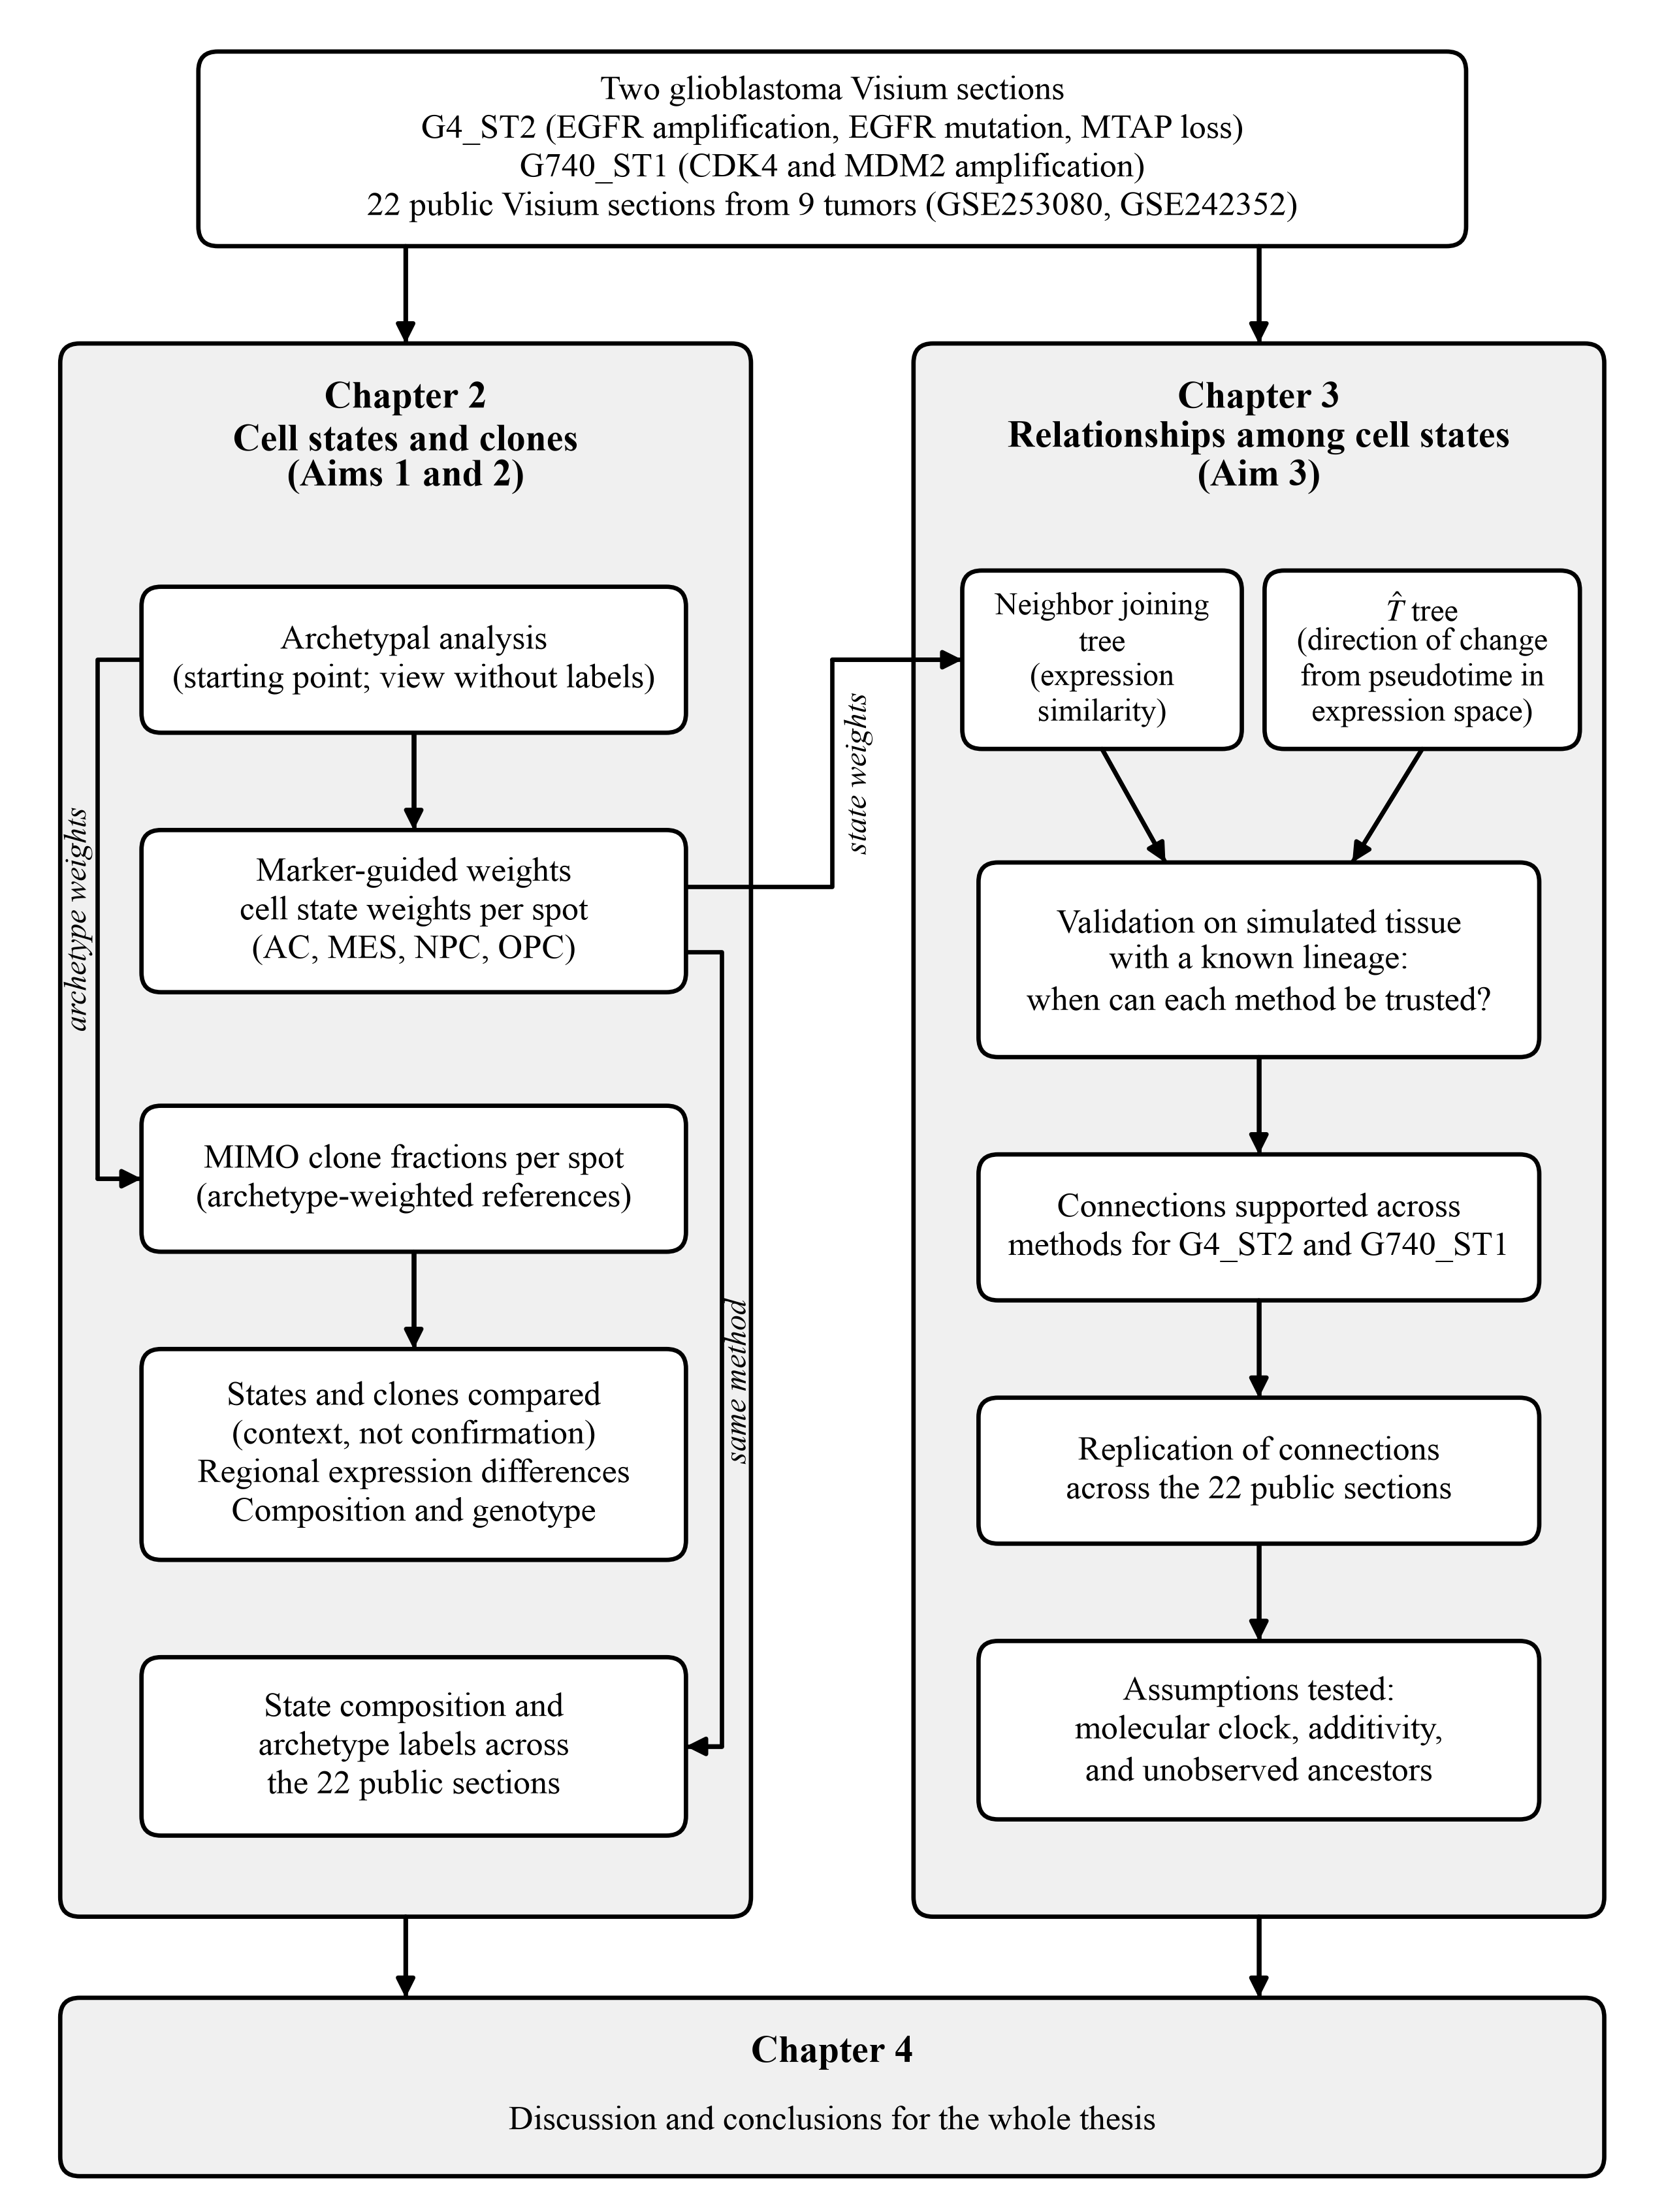 Two glioblastoma Visium sections
G4_ST2 (EGFR amplification, EGFR mutation, MTAP loss)
G740_ST1 (CDK4 and MDM2 amplification)
22 public Visium sections from 9 tumors (GSE253080, GSE242352)
Chapter 2
Cell states and clones
(Aims 1 and 2)
Archetypal analysis
(starting point; view without labels)
archetype weights
Marker-guided weights
cell state weights per spot
(AC, MES, NPC, OPC)
state weights
MIMO clone fractions per spot
(archetype-weighted references)
States and clones compared
(context, not confirmation)
Regional expression differences
Composition and genotype
same method
State composition and
archetype labels across
the 22 public sections
Chapter 3
Relationships among cell states
(Aim 3)
Neighbor joining
tree
(expression
similarity)
T̂ tree
(direction of change
from pseudotime in
expression space)
Validation on simulated tissue
with a known lineage:
when can each method be trusted?
Connections supported across
methods for G4_ST2 and G740_ST1
Replication of connections
across the 22 public sections
Assumptions tested:
molecular clock, additivity,
and unobserved ancestors
Chapter 4
Discussion and conclusions for the whole thesis